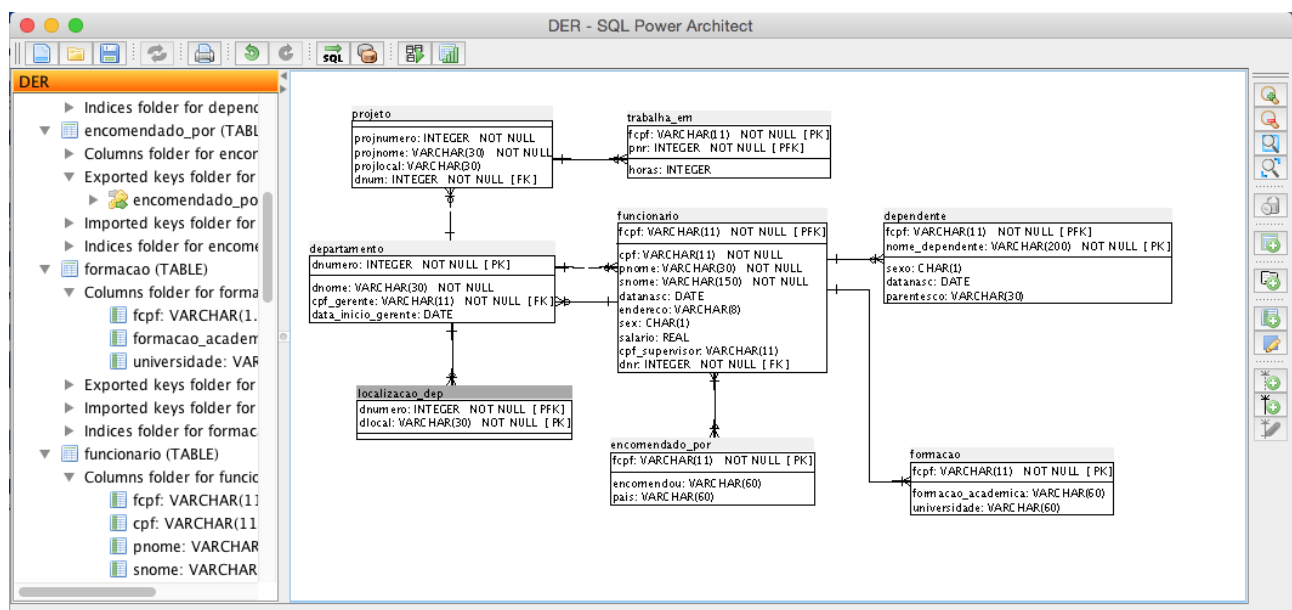 DER - SQL Power Architect
SQL
DER
Indices folder for depenc
encomendado_por (TABL
Columns folder for encor
Exported keys folder for
encomendado_po
Imported keys folder for
Indices folder for encome
formacao (TABLE)
Columns folder for forma
fcpf: VARCHAR(1.
formacao_academ
universidade: VAR
Exported keys folder for
Imported keys folder for
Indices folder for formac
funcionario (TABLE)
Columns folder for funcic
fcpf: VARCHAR(11
cpf: VARCHAR(11
pnome: VARCHAR
snome: VARCHAR
projeto
projnumero: INTEGER NOT NULL
projnome: VARCHAR(30) NOT NULL
projlocal: VARCHAR(30)
dnum: INTEGER NOT NULL [FK]
trabalha_em
fcpf: VARCHAR(11) NOT NULL [PK]
pnr: INTEGER NOT NULL [PFK]
horas: INTEGER
departamento
dnumero: INTEGER NOT NULL [PK]
dnome: VARCHAR(30) NOT NULL
cpf_gerente: VARCHAR(11) NOT NULL [FK]
data_inicio_gerente: DATE
funcionario
fcpf: VARCHAR(11) NOT NULL [PFK]
cpf: VARCHAR(11) NOT NULL
pnome: VARCHAR(30) NOT NULL
snome: VARCHAR(150) NOT NULL
datanasc: DATE
endereco: VARCHAR(8)
sex: CHAR(1)
salario: REAL
cpf_supervisor: VARCHAR(11)
dnr: INTEGER NOT NULL [FK]
dependente
fcpf: VARCHAR(11) NOT NULL [PFK]
nome_dependente: VARCHAR(200) NOT NULL [PK]
sexo: CHAR(1)
datanasc: DATE
parentesco: VARCHAR(30)
localizacao_dep
dnumero: INTEGER NOT NULL [PFK]
dlocal: VARCHAR(30) NOT NULL [PK]
encomendado_por
fcpf: VARCHAR(11) NOT NULL [PK]
encomendou: VARCHAR(60)
pais: VARCHAR(60)
formacao
fcpf: VARCHAR(11) NOT NULL [PK]
formacao_academica: VARCHAR(60)
universidade: VARCHAR(60)